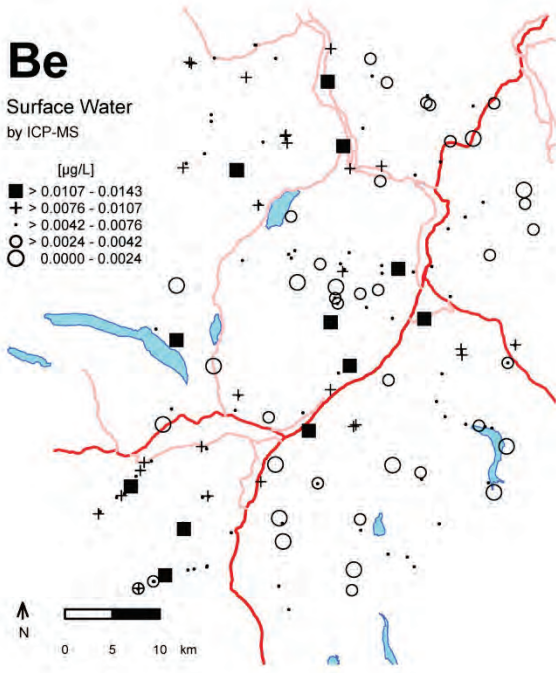 Be
Surface Water
by ICP-MS
[µg/L]
> 0.0107 - 0.0143
> 0.0076 - 0.0107
> 0.0042 - 0.0076
> 0.0024 - 0.0042
0.0000 - 0.0024
N
0 5 10 km